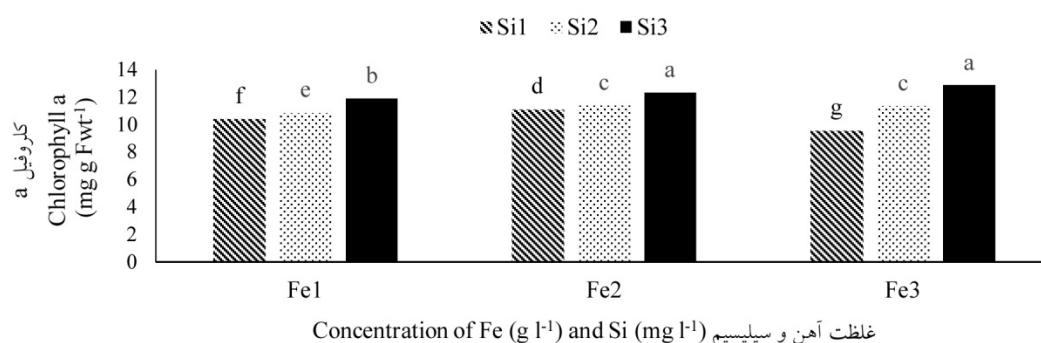 Si1 Si2 Si3
کلروفیل a
Chlorophyll a
(mg g Fwt⁻¹)
14
12
10
8
6
4
2
0
f e b d c a g c a
Fe1 Fe2 Fe3
Concentration of Fe (g l⁻¹) and Si (mg l⁻¹) غلظت آهن و سیلیسیم